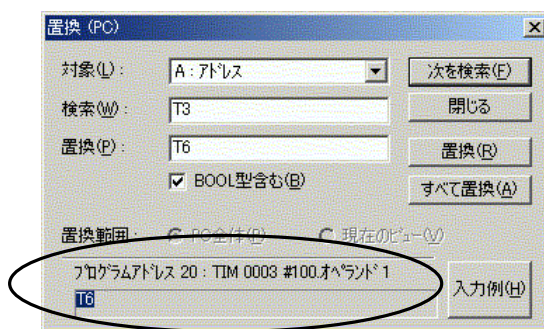 置換 (PC)
対象(L) : A : ｱﾄﾞﾚｽ 次を検索(F)
検索(W) : T3 閉じる
置換(P) : T6 置換(R)
BOOL型含む(B) すべて置換(A)
置換範囲 : PC全体(P) 現在のﾋﾞｭｰ(V)
ﾌﾟﾛｸﾞﾗﾑｱﾄﾞﾚｽ 20 : TIM 0003 #100.ｵﾍﾟﾗﾝﾄﾞ 1
T6 入力例(H)